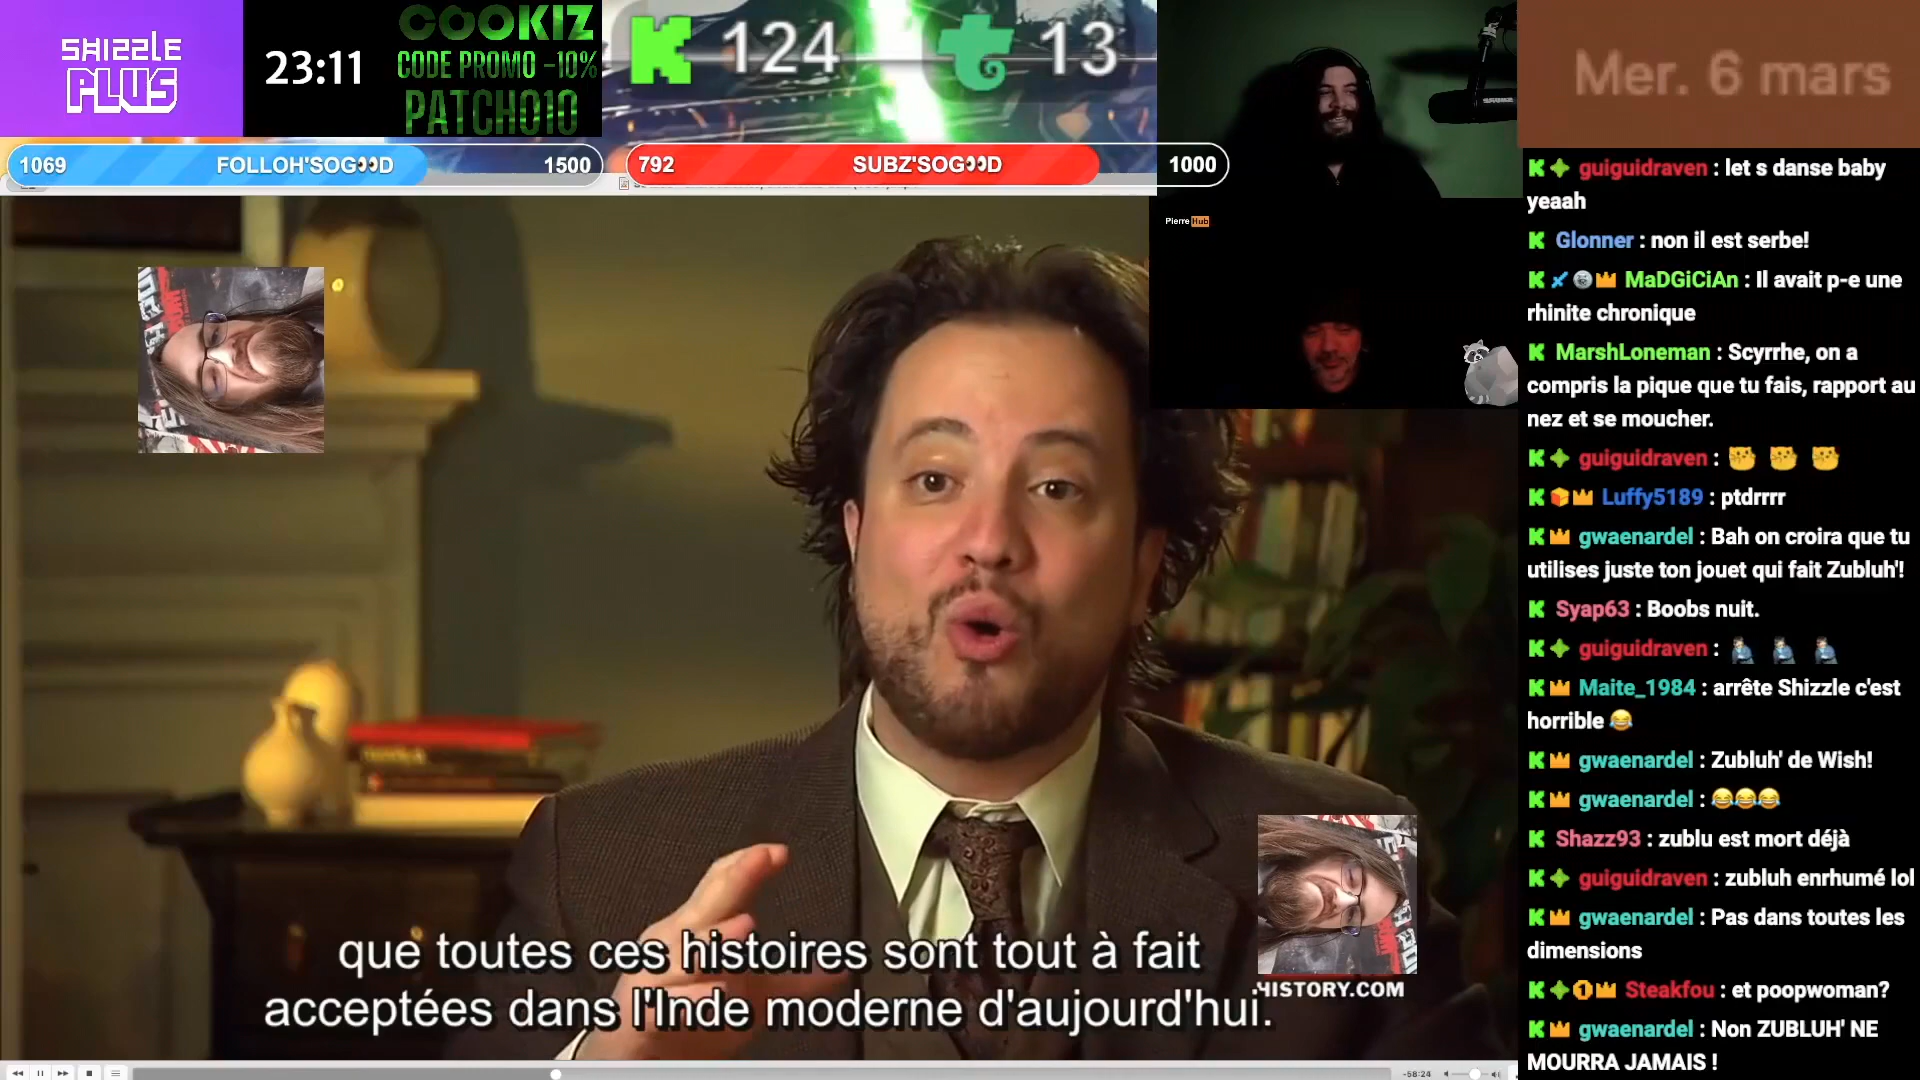 SHIZZLE
PLUS
23:11
COOKIZ
CODE PROMO -10%
PATCHO10
K 124
13
Mer. 6 mars
1069 FOLLOH'SOG👀D 1500
792 SUBZ'SOG👀D 1000
Pierre Hub
guiguidraven : let s danse baby
yeaah
Glonner : non il est serbe!
MaDGiCiAn : Il avait p-e une
rhinite chronique
MarshLoneman : Scyrrhe, on a
compris la pique que tu fais, rapport au
nez et se moucher.
guiguidraven :
Luffy5189 : ptdrrrr
gwaenardel : Bah on croira que tu
utilises juste ton jouet qui fait Zubluh'!
Syap63 : Boobs nuit.
guiguidraven :
Maite_1984 : arrête Shizzle c'est
horrible 😂
gwaenardel : Zubluh' de Wish!
gwaenardel : 😂😂😂
Shazz93 : zublu est mort déjà
guiguidraven : zubluh enrhumé lol
gwaenardel : Pas dans toutes les
dimensions
Steakfou : et poopwoman?
gwaenardel : Non ZUBLUH' NE
MOURRA JAMAIS !
que toutes ces histoires sont tout à fait
acceptées dans l'Inde moderne d'aujourd'hui.
HISTORY.COM
-58:24